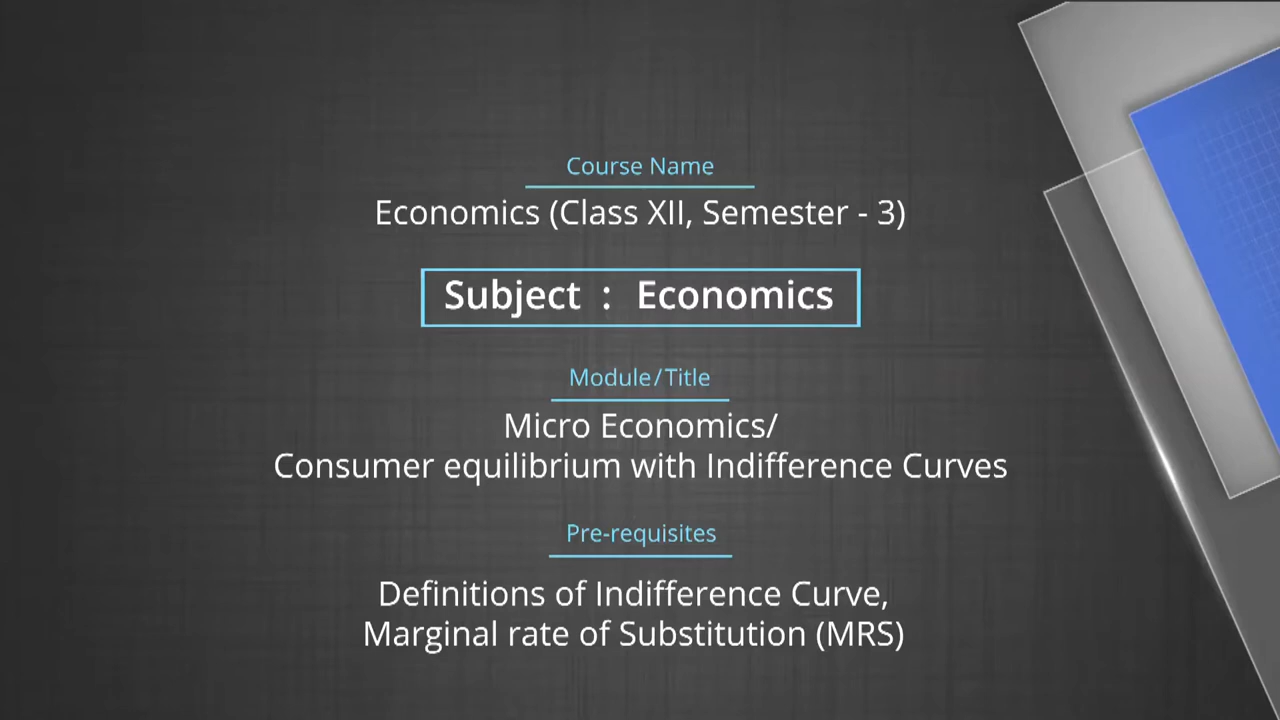 Course Name
Economics (Class XII, Semester - 3)
Subject : Economics
Module/Title
Micro Economics/
Consumer equilibrium with Indifference Curves
Pre-requisites
Definitions of Indifference Curve,
Marginal rate of Substitution (MRS)